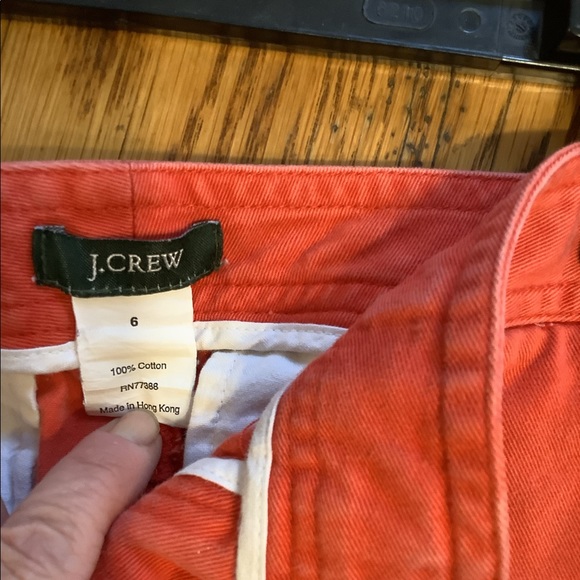 J.CREW
6
100% Cotton
RN77388
Made in Hong Kong